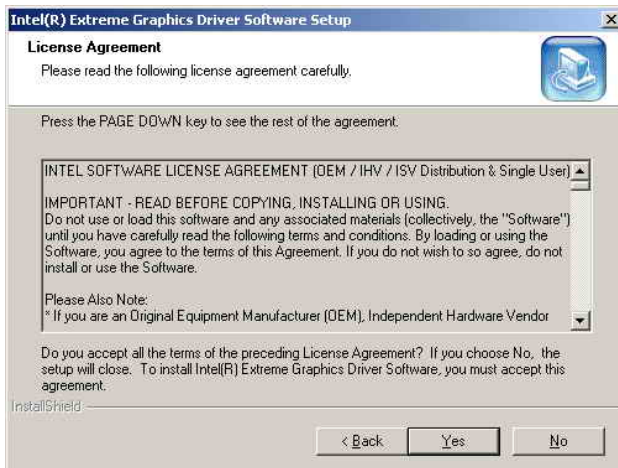 Intel(R) Extreme Graphics Driver Software Setup
License Agreement
Please read the following license agreement carefully.
Press the PAGE DOWN key to see the rest of the agreement.
INTEL SOFTWARE LICENSE AGREEMENT (OEM / IHV / ISV Distribution & Single User)
IMPORTANT - READ BEFORE COPYING, INSTALLING OR USING.
Do not use or load this software and any associated materials (collectively, the "Software")
until you have carefully read the following terms and conditions. By loading or using the
Software, you agree to the terms of this Agreement. If you do not wish to so agree, do not
install or use the Software.
Please Also Note:
* If you are an Original Equipment Manufacturer (OEM), Independent Hardware Vendor
Do you accept all the terms of the preceding License Agreement? If you choose No, the
setup will close. To install Intel(R) Extreme Graphics Driver Software, you must accept this
agreement.
InstallShield
< Back Yes No